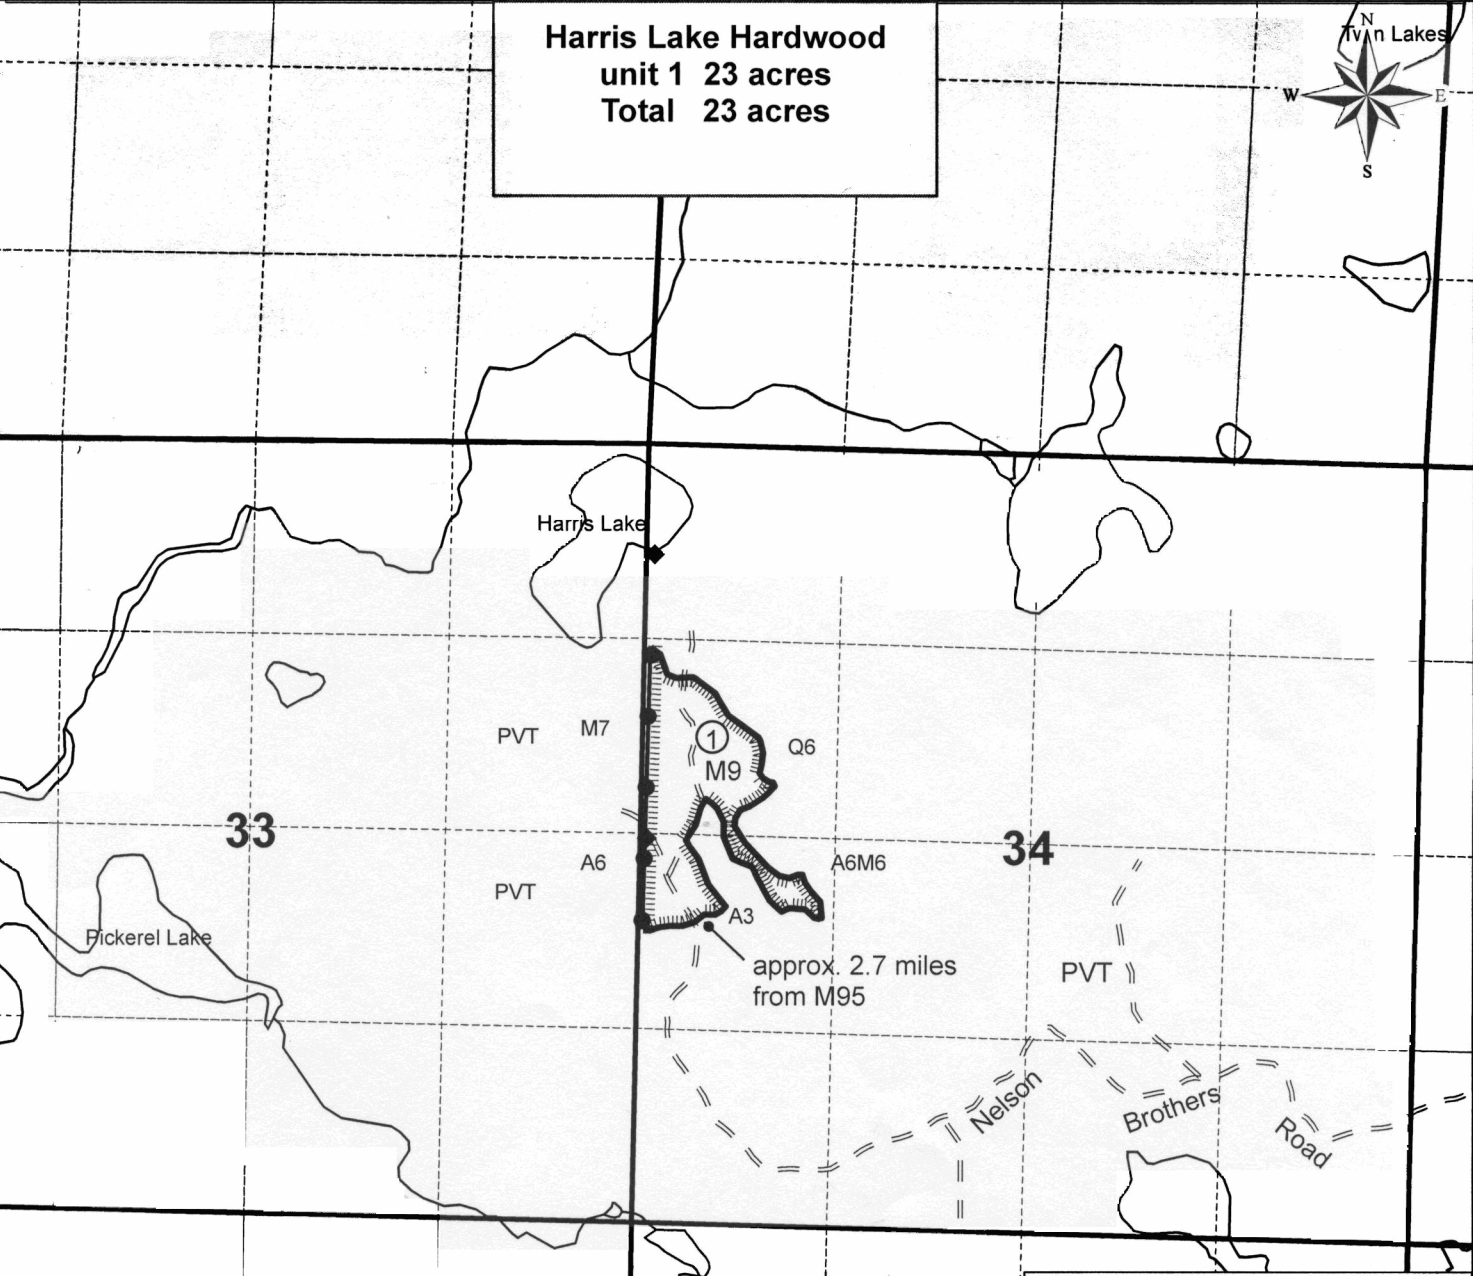 Harris Lake Hardwood
unit 1 23 acres
Total 23 acres
N
Twin Lakes
W
E
S
Harris Lake
PVT
M7
1
M9
Q6
33
34
A6
A6M6
PVT
A3
Pickerel Lake
approx. 2.7 miles
from M95
PVT
Nelson
Brothers
Road